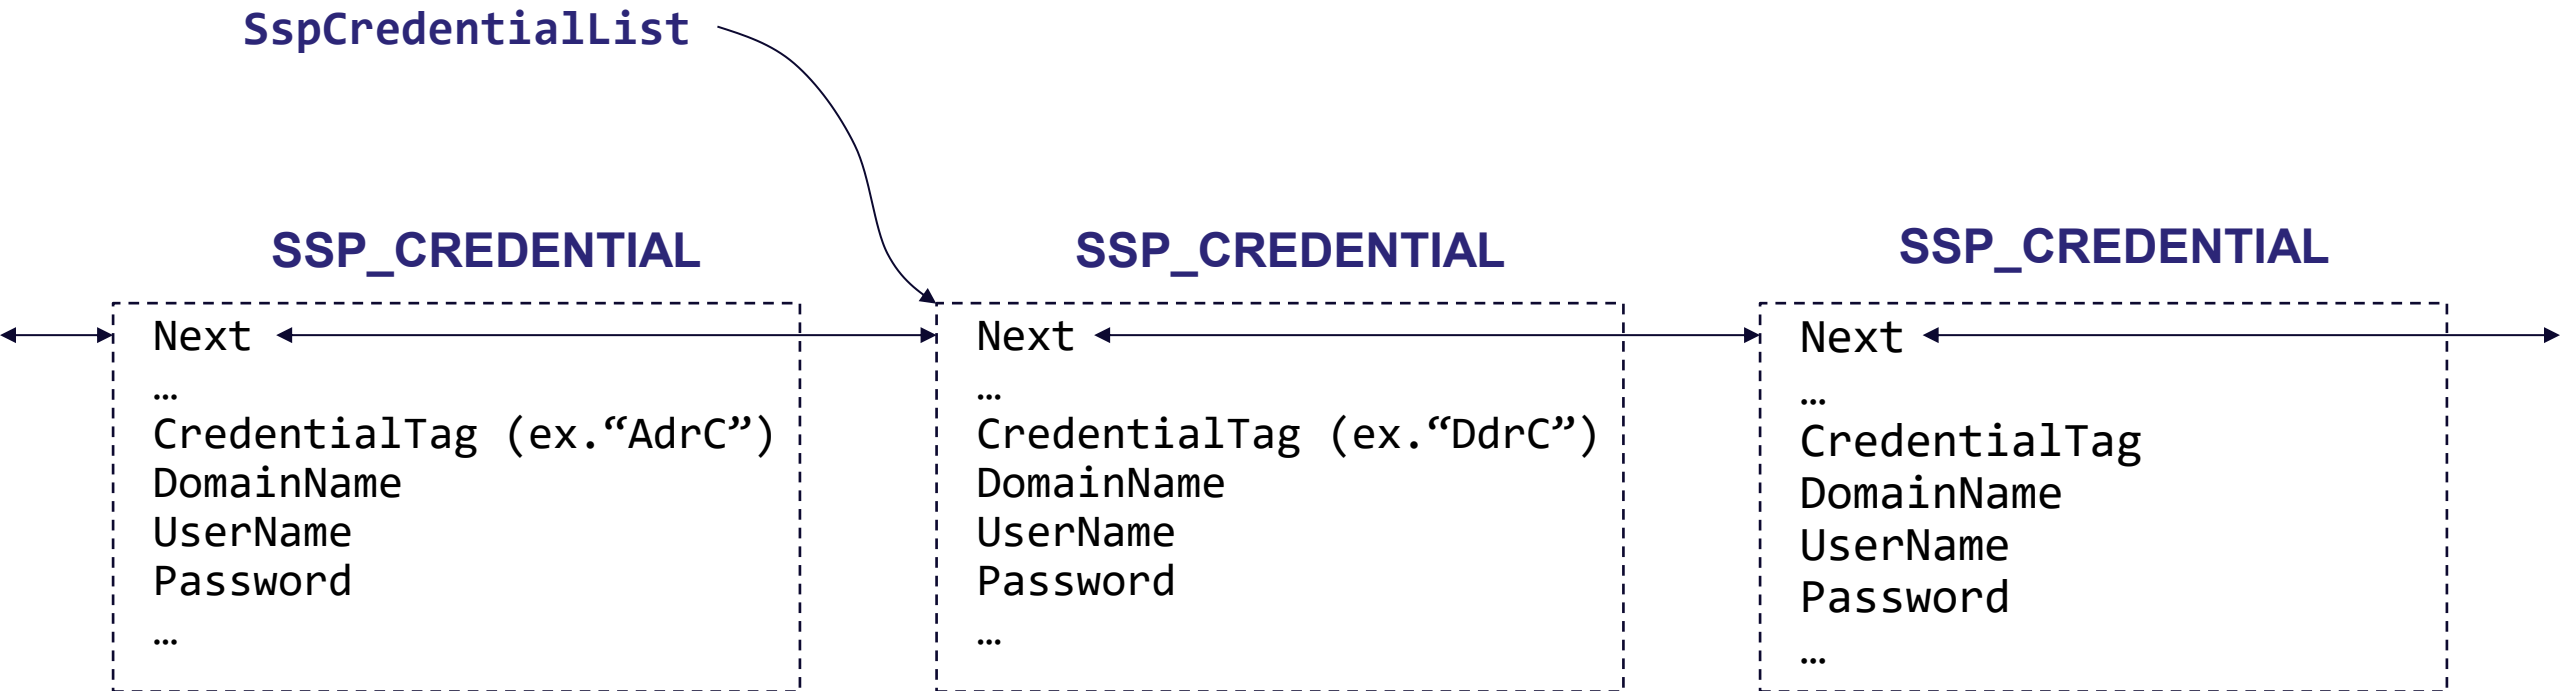 SspCredentialList
SSP_CREDENTIAL
Next
…
CredentialTag (ex.“AdrC”)
DomainName
UserName
Password
…
SSP_CREDENTIAL
Next
…
CredentialTag (ex.“DdrC”)
DomainName
UserName
Password
…
SSP_CREDENTIAL
Next
…
CredentialTag
DomainName
UserName
Password
…